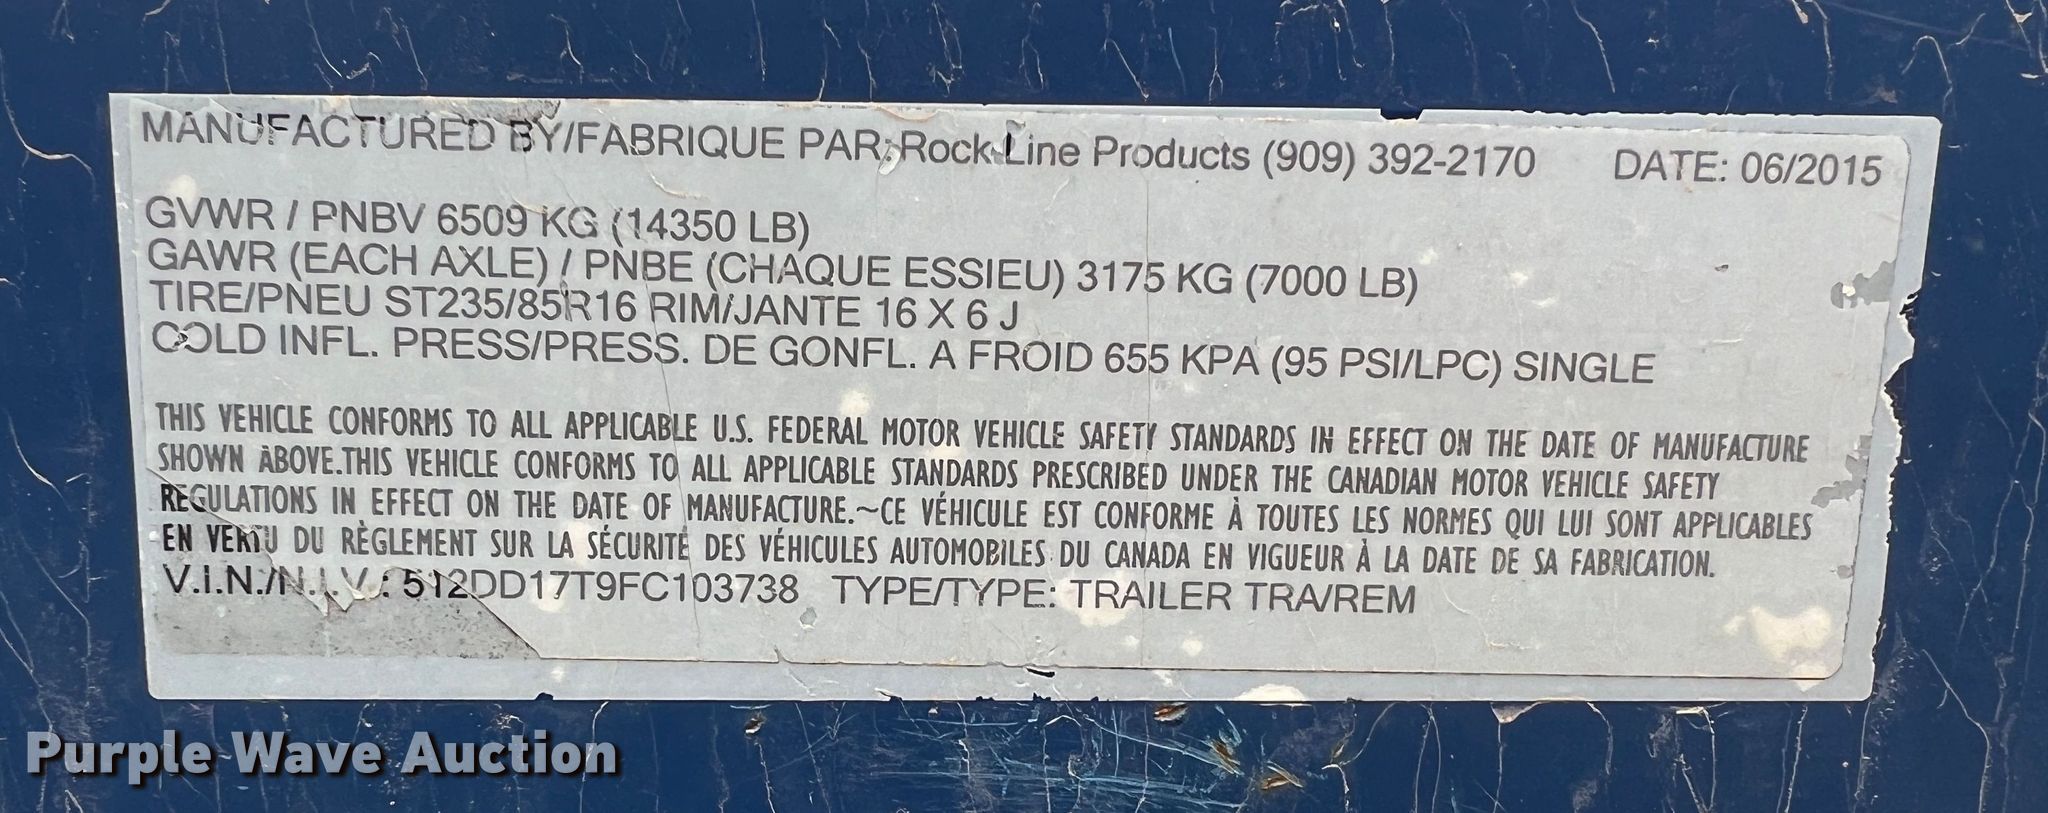 MANUFACTURED BY/FABRIQUE PAR: Rock Line Products (909) 392-2170 DATE: 06/2015
GVWR / PNBV 6509 KG (14350 LB)
GAWR (EACH AXLE) / PNBE (CHAQUE ESSIEU) 3175 KG (7000 LB)
TIRE/PNEU ST235/85R16 RIM/JANTE 16 X 6 J
COLD INFL. PRESS/PRESS. DE GONFL. A FROID 655 KPA (95 PSI/LPC) SINGLE
THIS VEHICLE CONFORMS TO ALL APPLICABLE U.S. FEDERAL MOTOR VEHICLE SAFETY STANDARDS IN EFFECT ON THE DATE OF MANUFACTURE
SHOWN ABOVE.THIS VEHICLE CONFORMS TO ALL APPLICABLE STANDARDS PRESCRIBED UNDER THE CANADIAN MOTOR VEHICLE SAFETY
REGULATIONS IN EFFECT ON THE DATE OF MANUFACTURE.~CE VÉHICULE EST CONFORME À TOUTES LES NORMES QUI LUI SONT APPLICABLES
EN VERTU DU RÈGLEMENT SUR LA SÉCURITÉ DES VÉHICULES AUTOMOBILES DU CANADA EN VIGUEUR À LA DATE DE SA FABRICATION.
V.I.N./N.I.V.: 512DD17T9FC103738 TYPE/TYPE: TRAILER TRA/REM
Purple Wave Auction